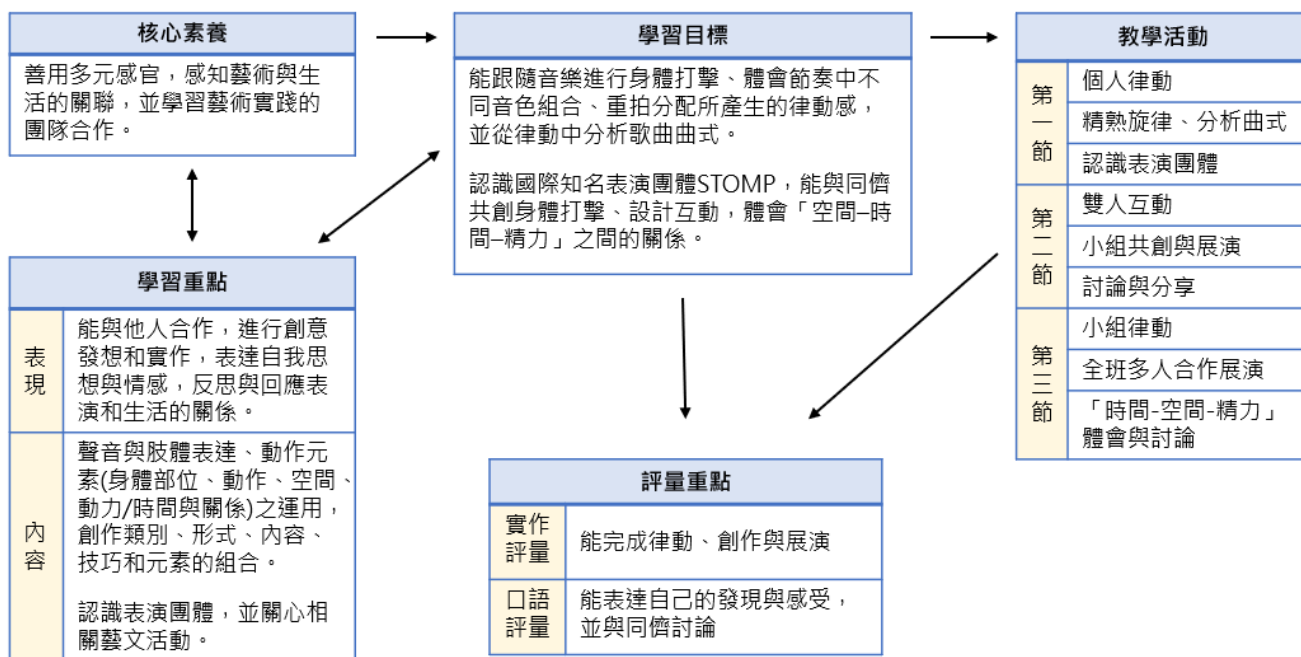 核心素養
善用多元感官，感知藝術與生
活的關聯，並學習藝術實踐的
團隊合作。
學習重點
表現
能與他人合作，進行創意
發想和實作，表達自我思
想與情感，反思與回應表
演和生活的關係。
內容
聲音與肢體表達、動作元
素(身體部位、動作、空間、
動力/時間與關係)之運用，
創作類別、形式、內容、
技巧和元素的組合。
認識表演團體，並關心相
關藝文活動。
學習目標
能跟隨音樂進行身體打擊、體會節奏中不
同音色組合、重拍分配所產生的律動感，
並從律動中分析歌曲曲式。
認識國際知名表演團體STOMP，能與同儕
共創身體打擊、設計互動，體會「空間–時
間–精力」之間的關係。
評量重點
實作
評量
能完成律動、創作與展演
口語
評量
能表達自己的發現與感受，
並與同儕討論
教學活動
第一節
個人律動
精熟旋律、分析曲式
認識表演團體
第二節
雙人互動
小組共創與展演
討論與分享
第三節
小組律動
全班多人合作展演
「時間-空間-精力」
體會與討論